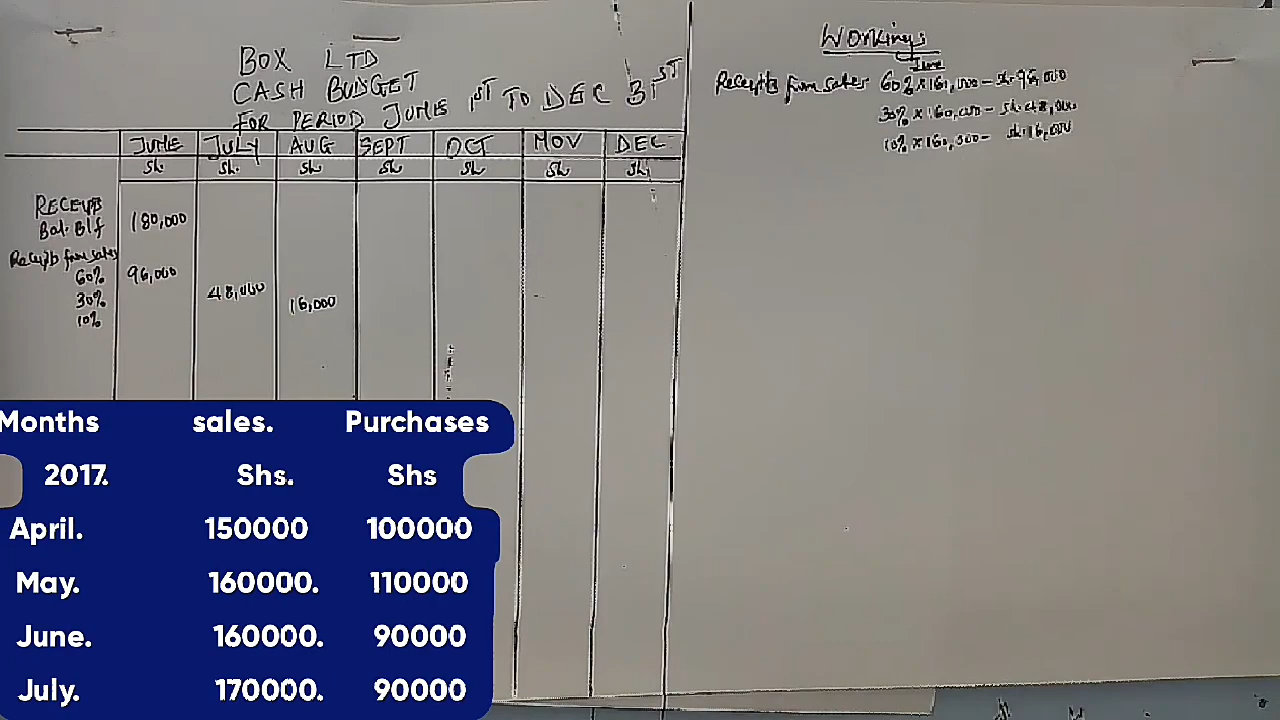 BOX LTD
CASH BUDGET
FOR PERIOD JUNE 1ST TO DEC 31ST
JUNE JULY AUG SEPT OCT NOV DEC
Sh. Sh. Sh. Sh. Sh. Sh. Sh.
RECEIPTS
Bal. B/f 180,000
Receipts from sales
60% 96,000
30% 48,000
10% 16,000
Workings
June
Receipts from sales 60% x 160,000 - sh. 96,000
30% x 160,000 - sh. 48,000
10% x 160,000 - sh. 16,000
Months sales. Purchases
2017. Shs. Shs
April. 150000 100000
May. 160000. 110000
June. 160000. 90000
July. 170000. 90000